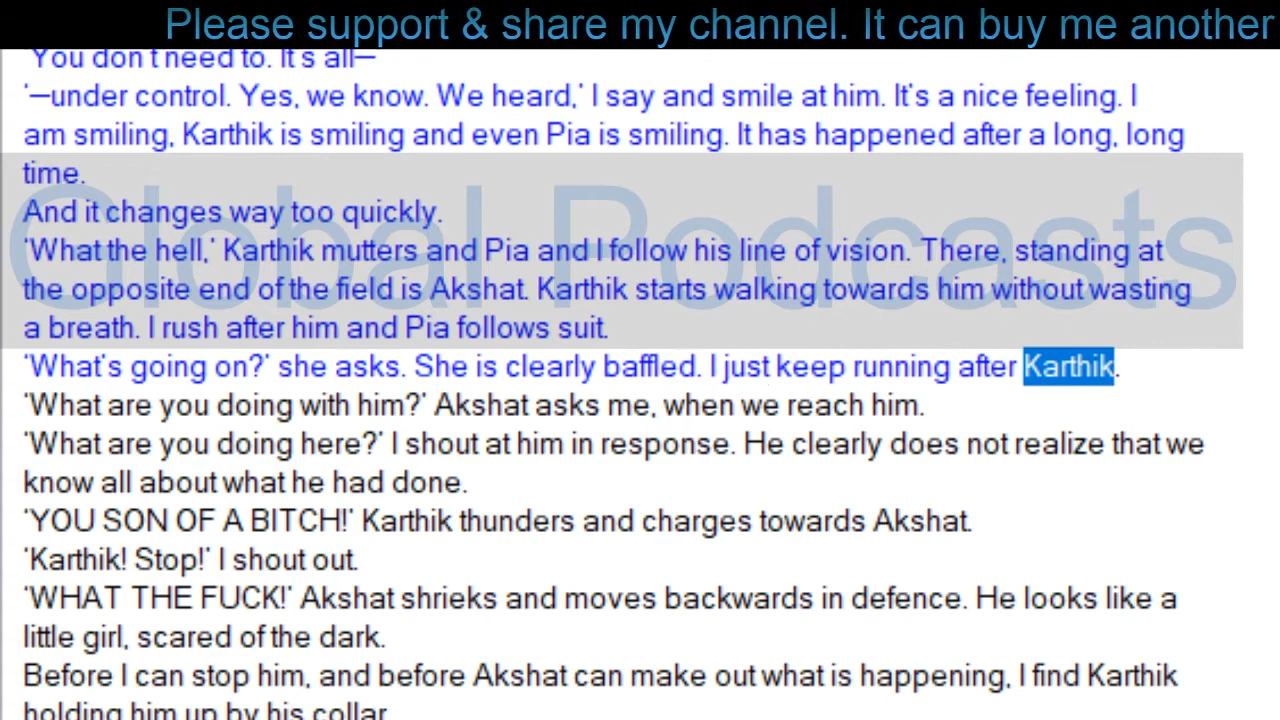 Please support & share my channel. It can buy me another
'You don't need to. It's all—
'—under control. Yes, we know. We heard,' I say and smile at him. It's a nice feeling. I
am smiling, Karthik is smiling and even Pia is smiling. It has happened after a long, long
time.
And it changes way too quickly.
'What the hell,' Karthik mutters and Pia and I follow his line of vision. There, standing at
the opposite end of the field is Akshat. Karthik starts walking towards him without wasting
a breath. I rush after him and Pia follows suit.
Global Podcasts
'What's going on?' she asks. She is clearly baffled. I just keep running after Karthik.
'What are you doing with him?' Akshat asks me, when we reach him.
'What are you doing here?' I shout at him in response. He clearly does not realize that we
know all about what he had done.
'YOU SON OF A BITCH!' Karthik thunders and charges towards Akshat.
'Karthik! Stop!' I shout out.
'WHAT THE FUCK!' Akshat shrieks and moves backwards in defence. He looks like a
little girl, scared of the dark.
Before I can stop him, and before Akshat can make out what is happening, I find Karthik
holding him up by his collar.